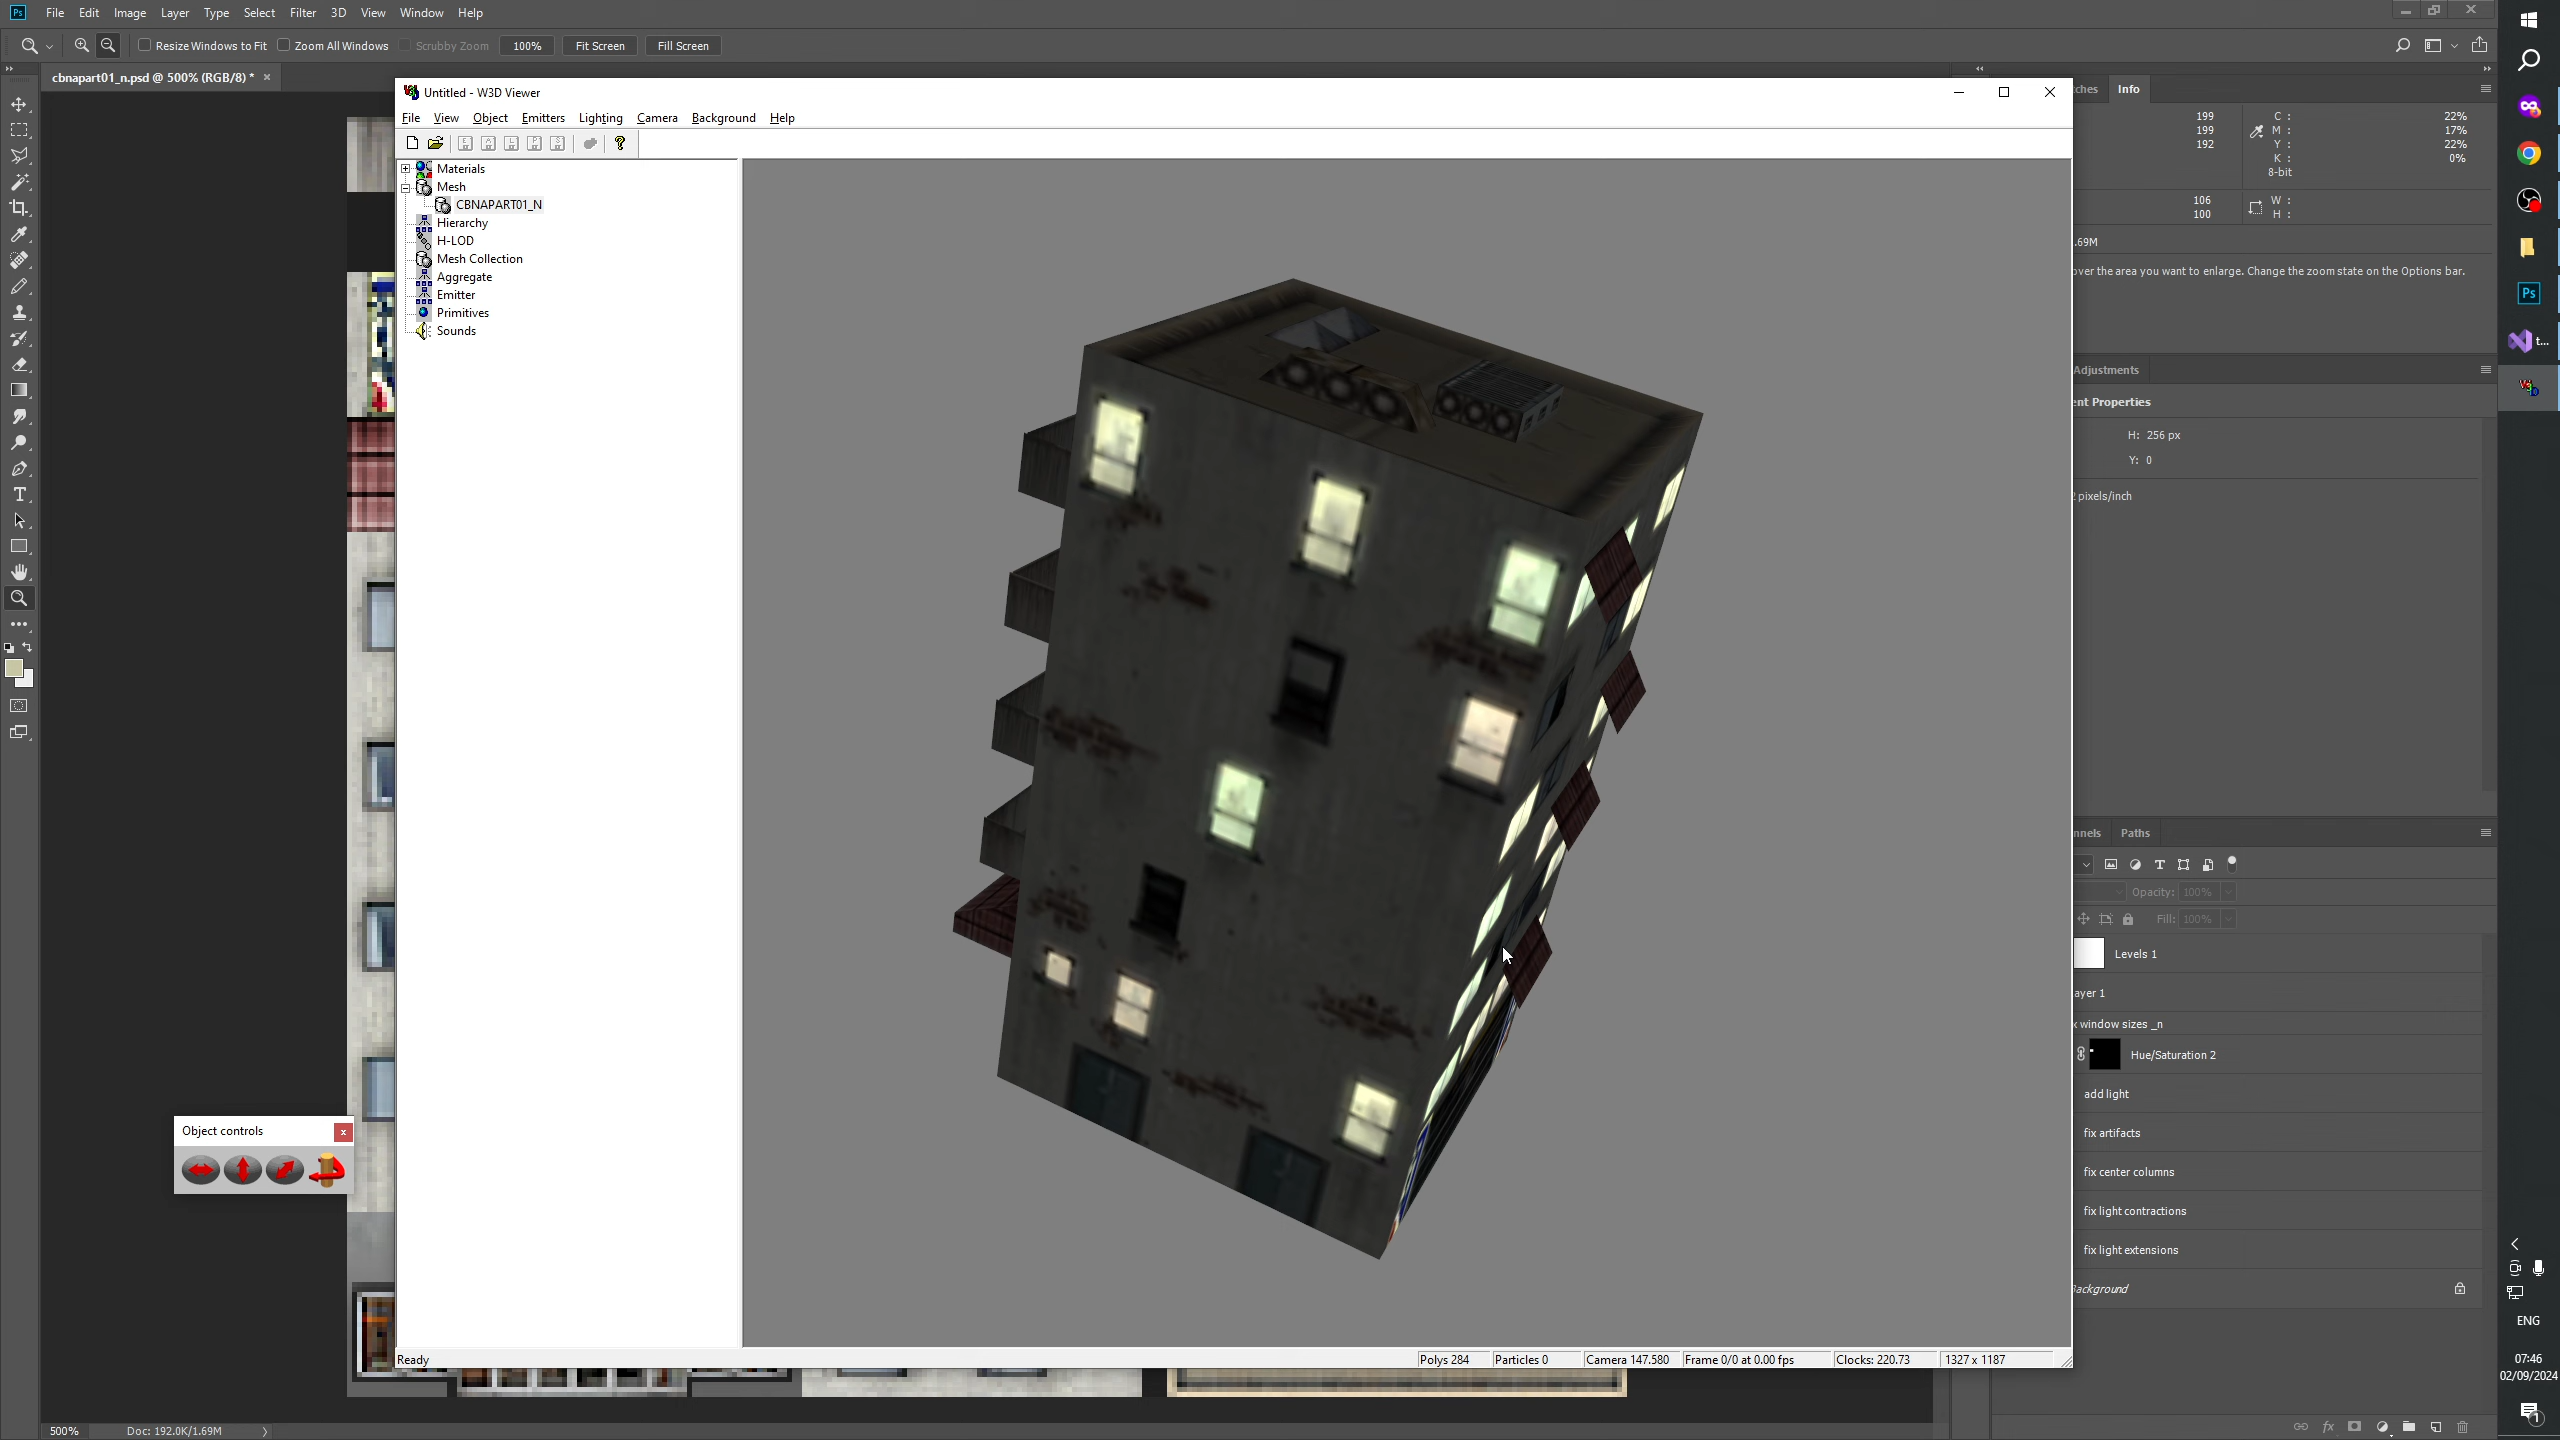 Ps File Edit Image Layer Type Select Filter 3D View Window Help
Resize Windows to Fit Zoom All Windows Scrubby Zoom 100% Fit Screen Fill Screen
cbnapart01_n.psd @ 500% (RGB/8) *
Untitled - W3D Viewer
File View Object Emitters Lighting Camera Background Help
Materials
Mesh
CBNAPART01_N
Hierarchy
H-LOD
Mesh Collection
Aggregate
Emitter
Primitives
Sounds
Object controls
Ready
Polys 284 Particles 0 Camera 147.580 Frame 0/0 at 0.00 fps Clocks: 220.73 1327 x 1187
500% Doc: 192.0K/1.69M
ches Info
199 C : 22%
199 M : 17%
192 Y : 22%
K : 0%
8-bit
106 W :
100 H :
.69M
over the area you want to enlarge. Change the zoom state on the Options bar.
Adjustments
ent Properties
H: 256 px
Y: 0
2 pixels/inch
nnels Paths
Opacity: 100%
Fill: 100%
Levels 1
ayer 1
x window sizes _n
Hue/Saturation 2
add light
fix artifacts
fix center columns
fix light contractions
fix light extensions
Background
fx
Ps
t...
ENG
07:46
02/09/2024
1